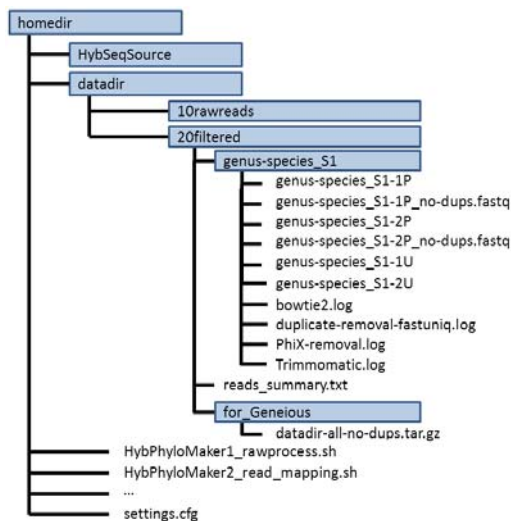 homedir
HybSeqSource
datadir
10rawreads
20filtered
genus-species_S1
genus-species_S1-1P
genus-species_S1-1P_no-dups.fastq
genus-species_S1-2P
genus-species_S1-2P_no-dups.fastq
genus-species_S1-1U
genus-species_S1-2U
bowtie2.log
duplicate-removal-fastuniq.log
PhiX-removal.log
Trimmomatic.log
reads_summary.txt
for_Geneious
datadir-all-no-dups.tar.gz
HybPhyloMaker1_rawprocess.sh
HybPhyloMaker2_read_mapping.sh
...
settings.cfg